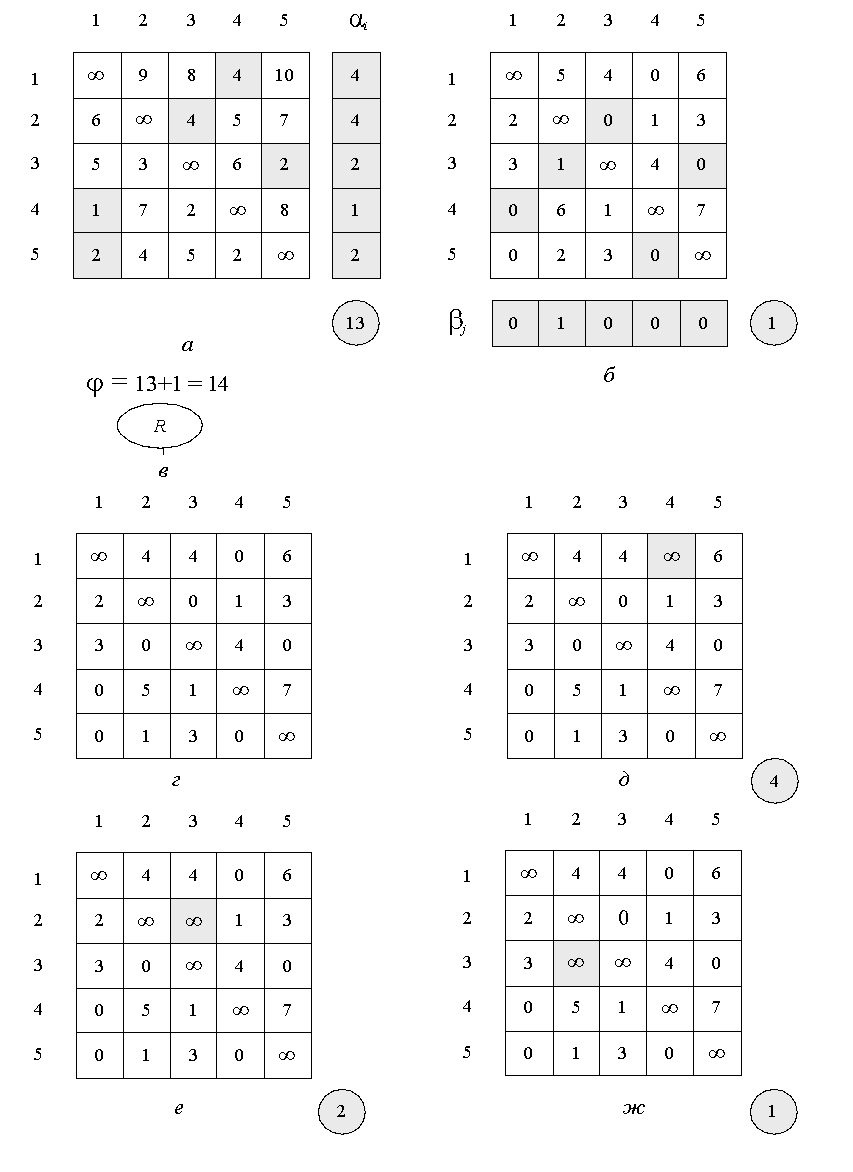 1 2 3 4 5 αᵢ
1 ∞ 9 8 4 10 4
2 6 ∞ 4 5 7 4
3 5 3 ∞ 6 2 2
4 1 7 2 ∞ 8 1
5 2 4 5 2 ∞ 2
13
а
1 2 3 4 5
1 ∞ 5 4 0 6
2 2 ∞ 0 1 3
3 3 1 ∞ 4 0
4 0 6 1 ∞ 7
5 0 2 3 0 ∞
βⱼ 0 1 0 0 0 1
б
φ = 13+1 = 14
R
в
1 2 3 4 5
1 ∞ 4 4 0 6
2 2 ∞ 0 1 3
3 3 0 ∞ 4 0
4 0 5 1 ∞ 7
5 0 1 3 0 ∞
г
1 2 3 4 5
1 ∞ 4 4 ∞ 6
2 2 ∞ 0 1 3
3 3 0 ∞ 4 0
4 0 5 1 ∞ 7
5 0 1 3 0 ∞
д 4
1 2 3 4 5
1 ∞ 4 4 0 6
2 2 ∞ ∞ 1 3
3 3 0 ∞ 4 0
4 0 5 1 ∞ 7
5 0 1 3 0 ∞
е 2
1 2 3 4 5
1 ∞ 4 4 0 6
2 2 ∞ 0 1 3
3 3 ∞ ∞ 4 0
4 0 5 1 ∞ 7
5 0 1 3 0 ∞
ж 1